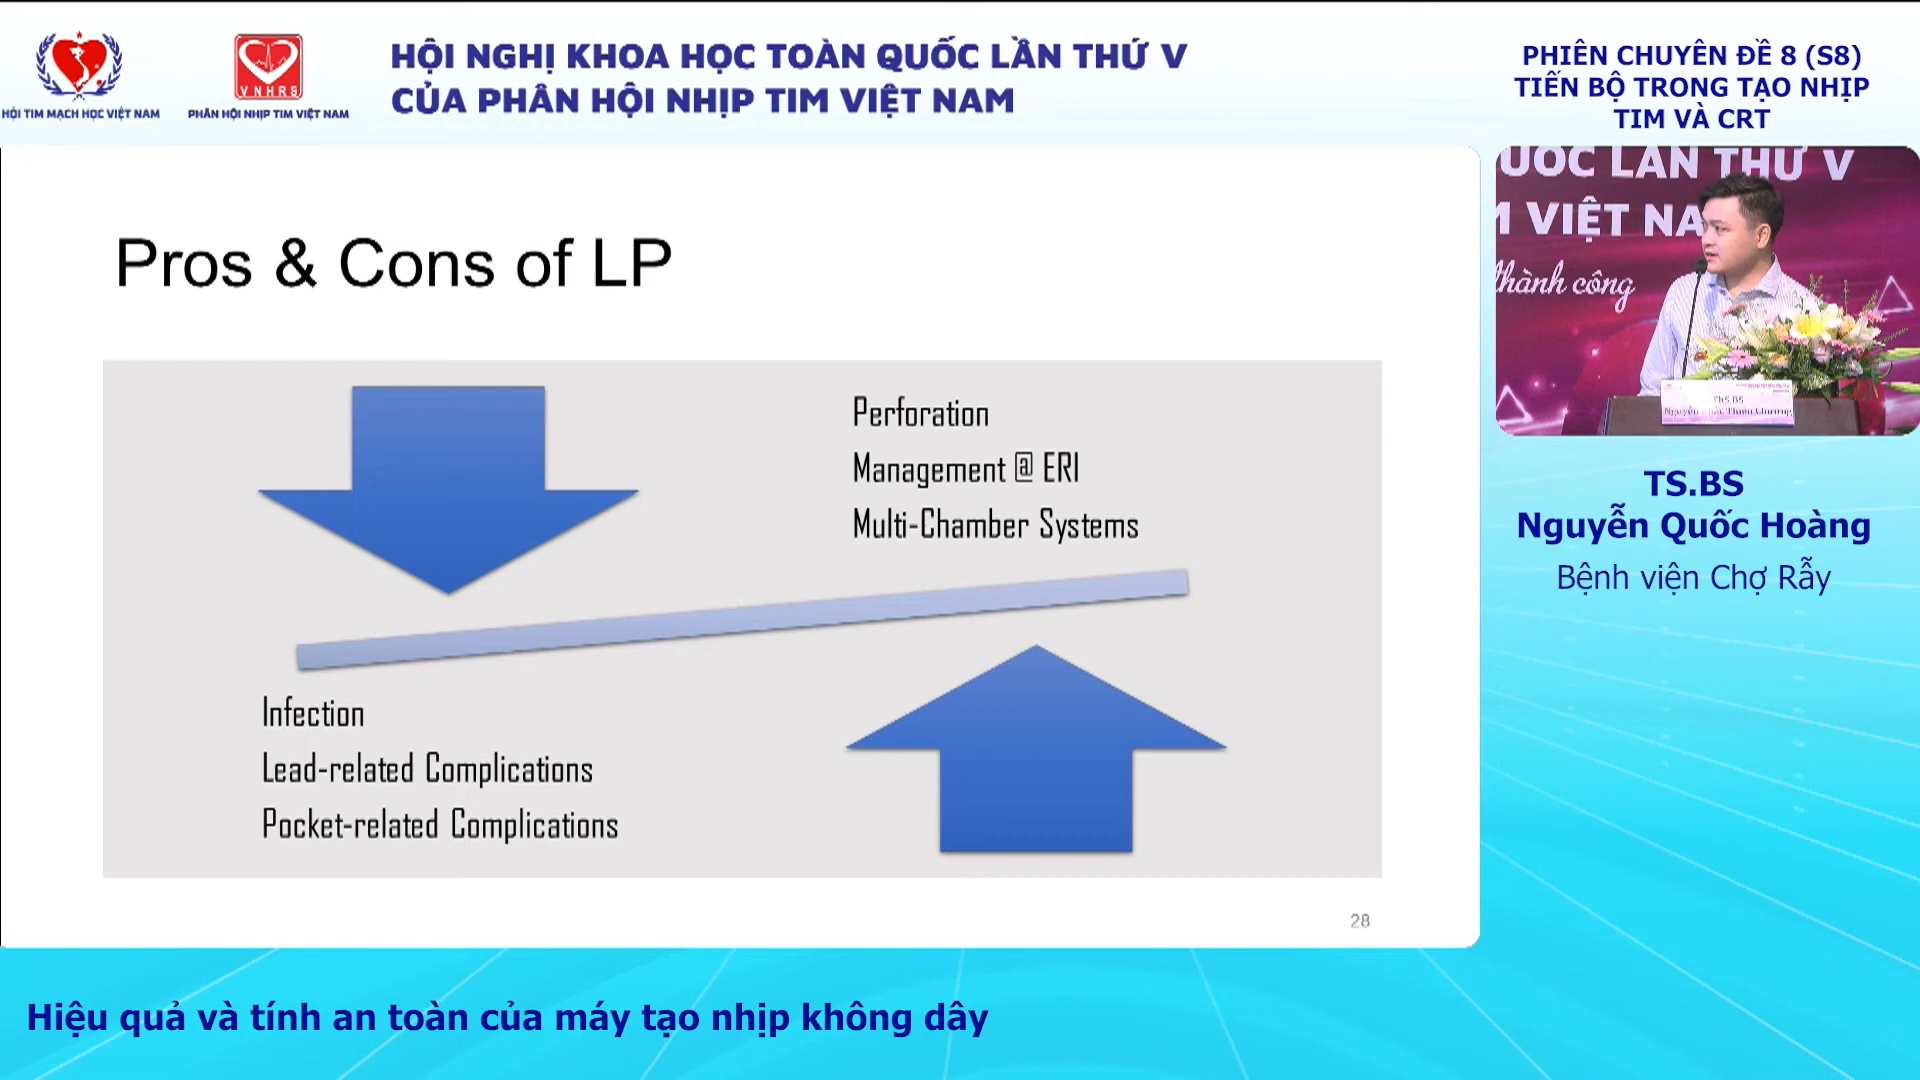 HỘI TIM MẠCH HỌC VIỆT NAM
VNHRS
PHÂN HỘI NHỊP TIM VIỆT NAM
HỘI NGHỊ KHOA HỌC TOÀN QUỐC LẦN THỨ V
CỦA PHÂN HỘI NHỊP TIM VIỆT NAM
PHIÊN CHUYÊN ĐỀ 8 (S8)
TIẾN BỘ TRONG TẠO NHỊP
TIM VÀ CRT
Pros & Cons of LP
Perforation
Management @ ERI
Multi-Chamber Systems
Infection
Lead-related Complications
Pocket-related Complications
28
LẦN THỨ V
VIỆT NA
thành công
ThS.BS
TS.BS
Nguyễn Quốc Hoàng
Bệnh viện Chợ Rẫy
Hiệu quả và tính an toàn của máy tạo nhịp không dây